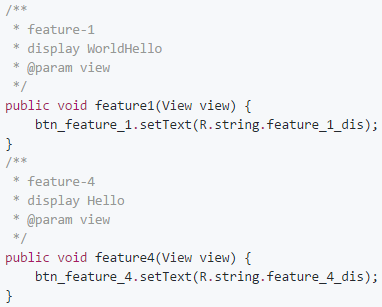 /**
 * feature-1
 * display WorldHello
 * @param view
 */
public void feature1(View view) {
    btn_feature_1.setText(R.string.feature_1_dis);
}
/**
 * feature-4
 * display Hello
 * @param view
 */
public void feature4(View view) {
    btn_feature_4.setText(R.string.feature_4_dis);
}